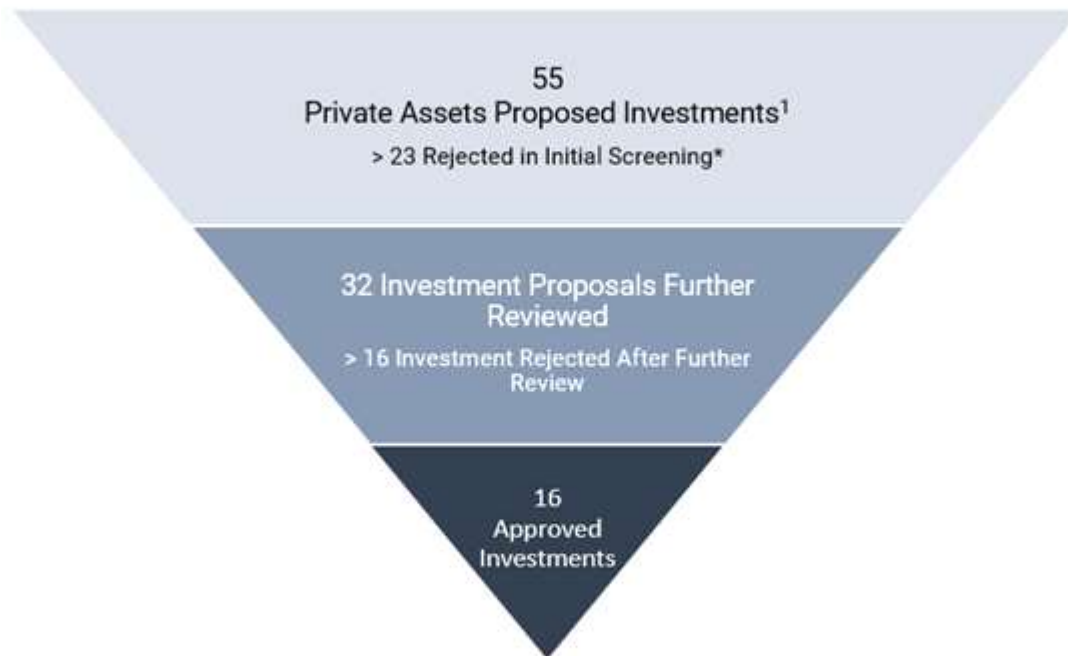 55
Private Assets Proposed Investments¹
> 23 Rejected in Initial Screening*
32 Investment Proposals Further
Reviewed
> 16 Investment Rejected After Further
Review
16
Approved
Investments